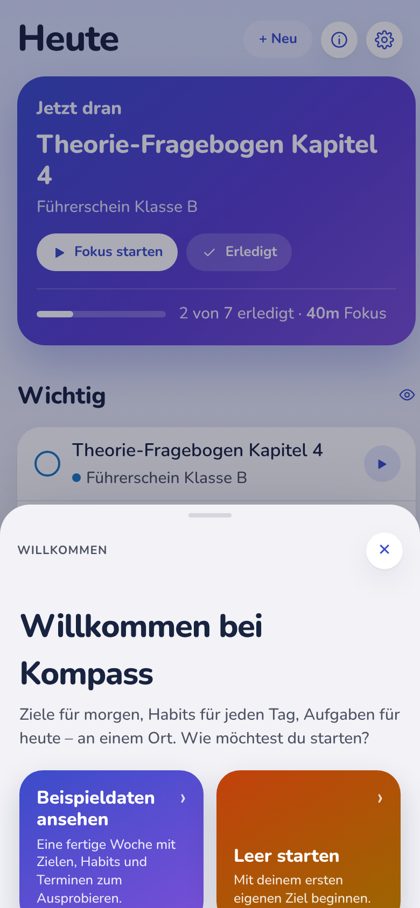 Heute
+ Neu
Jetzt dran
Theorie-Fragebogen Kapitel
4
Führerschein Klasse B
Fokus starten
Erledigt
2 von 7 erledigt · 40m Fokus
Wichtig
Theorie-Fragebogen Kapitel 4
Führerschein Klasse B
WILLKOMMEN
Willkommen bei
Kompass
Ziele für morgen, Habits für jeden Tag, Aufgaben für
heute – an einem Ort. Wie möchtest du starten?
Beispieldaten
ansehen
Eine fertige Woche mit
Zielen, Habits und
Terminen zum
Ausprobieren.
Leer starten
Mit deinem ersten
eigenen Ziel beginnen.